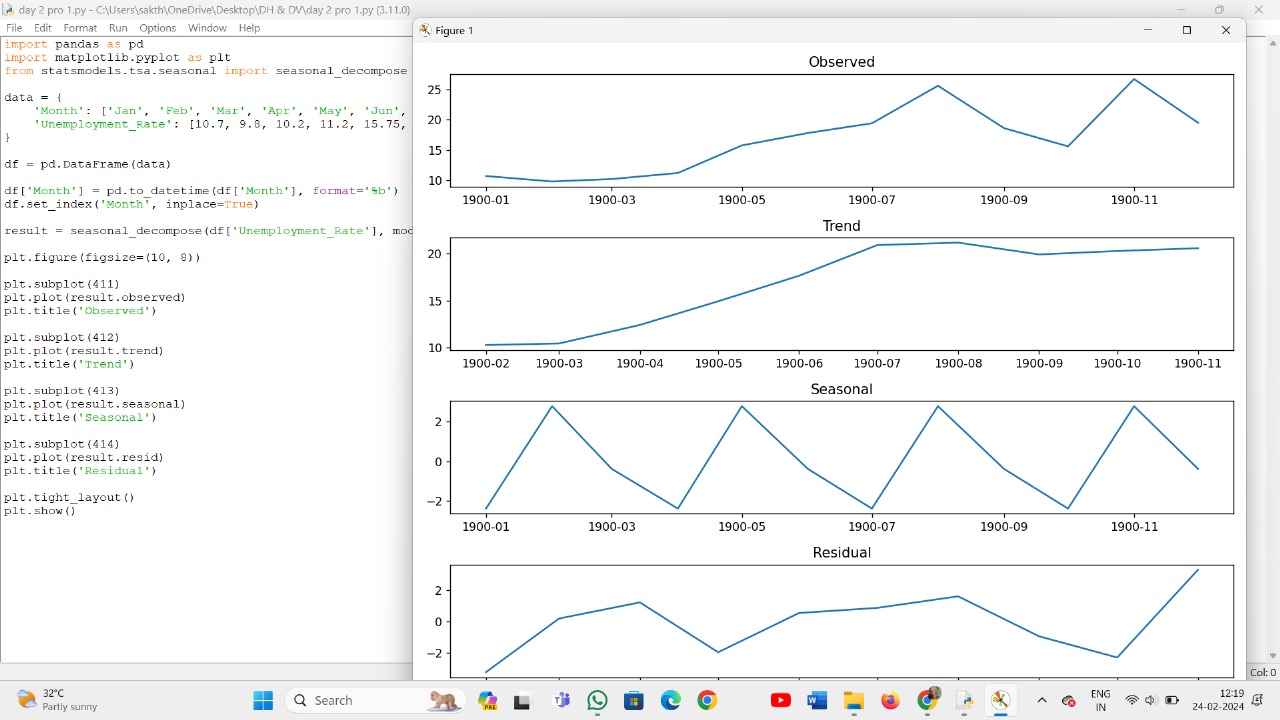 day 2 pro 1.py - C:\Users\sakth\OneDrive\Desktop\DH & DV\day 2 pro 1.py (3.11.0)
File Edit Format Run Options Window Help
import pandas as pd
import matplotlib.pyplot as plt
from statsmodels.tsa.seasonal import seasonal_decompose
data = {
    'Month': ['Jan', 'Feb', 'Mar', 'Apr', 'May', 'Jun',
    'Unemployment_Rate': [10.7, 9.8, 10.2, 11.2, 15.75,
}
df = pd.DataFrame(data)
df['Month'] = pd.to_datetime(df['Month'], format='%b')
df.set_index('Month', inplace=True)
result = seasonal_decompose(df['Unemployment_Rate'], mod
plt.figure(figsize=(10, 8))
plt.subplot(411)
plt.plot(result.observed)
plt.title('Observed')
plt.subplot(412)
plt.plot(result.trend)
plt.title('Trend')
plt.subplot(413)
plt.plot(result.seasonal)
plt.title('Seasonal')
plt.subplot(414)
plt.plot(result.resid)
plt.title('Residual')
plt.tight_layout()
plt.show()
Figure 1
Observed
25
20
15
10
1900-01 1900-03 1900-05 1900-07 1900-09 1900-11
Trend
20
15
10
1900-02 1900-03 1900-04 1900-05 1900-06 1900-07 1900-08 1900-09 1900-10 1900-11
Seasonal
2
0
−2
1900-01 1900-03 1900-05 1900-07 1900-09 1900-11
Residual
2
0
−2
Col: 0
32°C
Partly sunny
Search
PRE
ENG
IN
12:19
24-02-2024